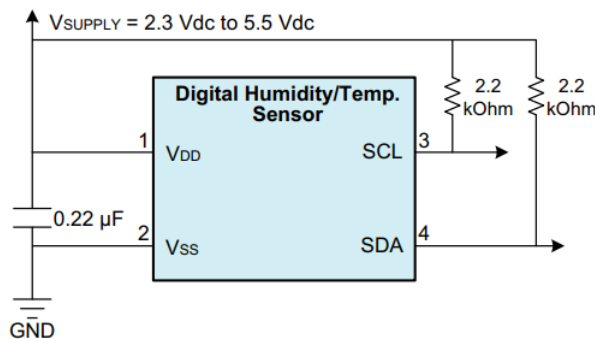 VSUPPLY = 2.3 Vdc to 5.5 Vdc
Digital Humidity/Temp.
Sensor
2.2
kOhm
2.2
kOhm
1
VDD
SCL
3
0.22 µF
2
VSS
SDA
4
GND